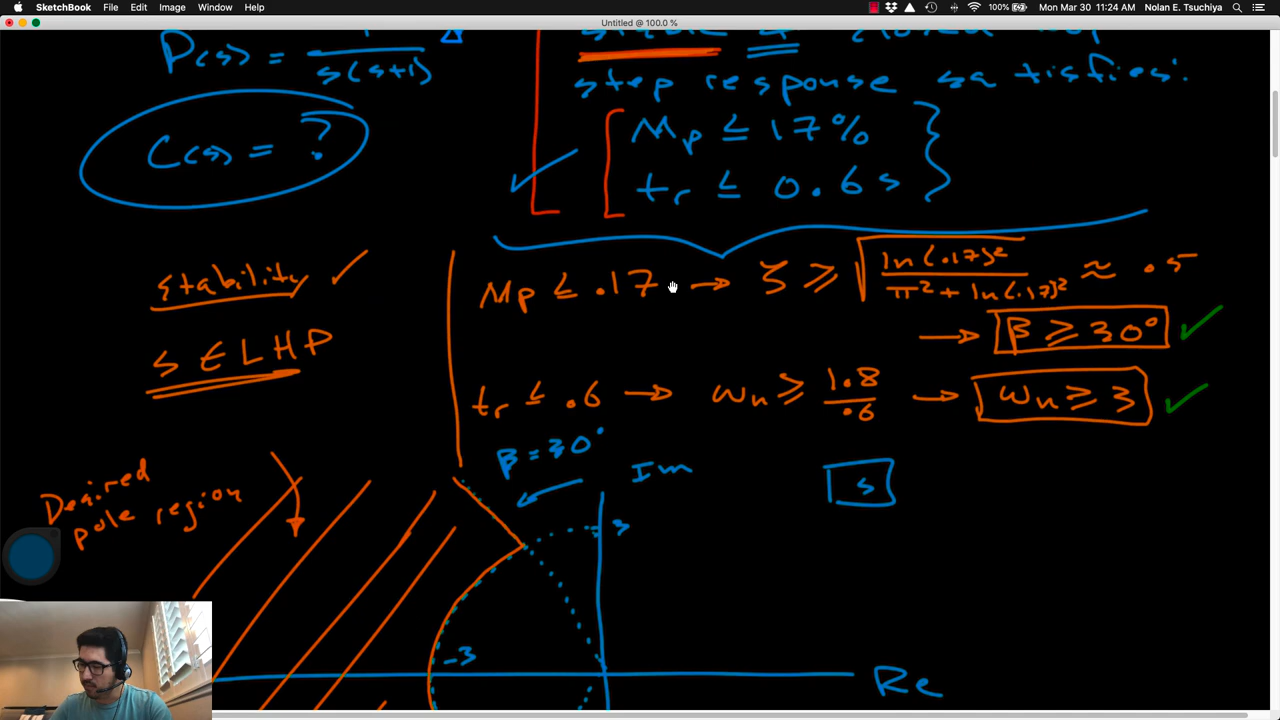 SketchBook File Edit Image Window Help 100% Mon Mar 30 11:24 AM Nolan E. Tsuchiya
Untitled @ 100.0 %
P(s) = 1 / s(s+1)
step response satisfies:
C(s) = ?
Mp ≤ 17%
tr ≤ 0.6 s
stability ✓
s ∈ LHP
Mp ≤ .17 → ζ ≥ √(ln(.17)² / π² + ln(.17)²) ≈ .5
→ β ≥ 30° ✓
tr ≤ .6 → ωn ≥ 1.8 / .6 → ωn ≥ 3 ✓
β = 30°
Im
s
Desired
pole region
3
-3
Re